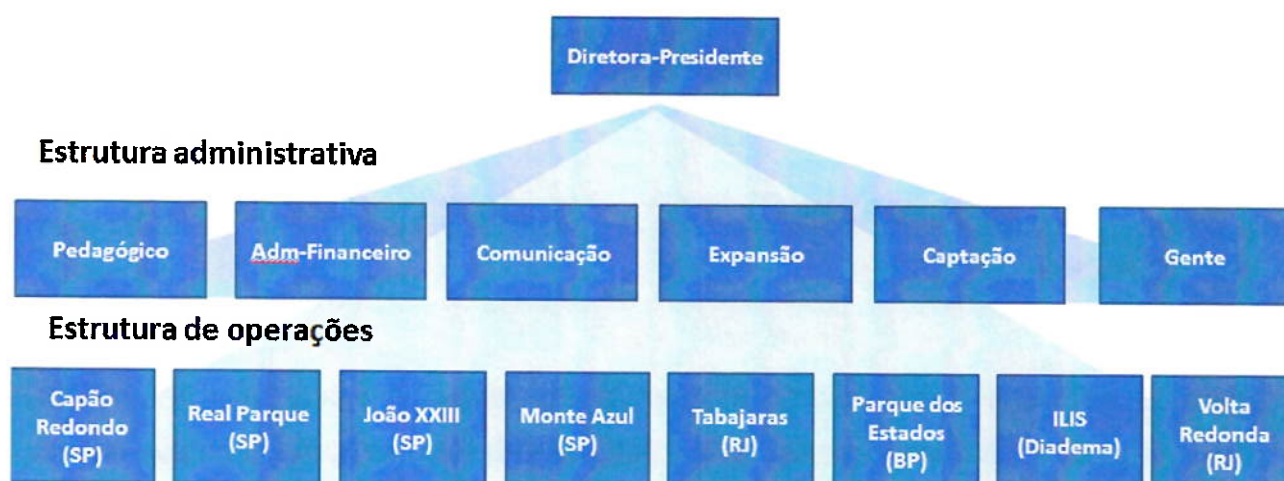 Diretora-Presidente
Estrutura administrativa
Pedagógico
Adm-Financeiro
Comunicação
Expansão
Captação
Gente
Estrutura de operações
Capão
Redondo
(SP)
Real Parque
(SP)
João XXIII
(SP)
Monte Azul
(SP)
Tabajaras
(RJ)
Parque dos
Estados
(BP)
ILIS
(Diadema)
Volta
Redonda
(RJ)